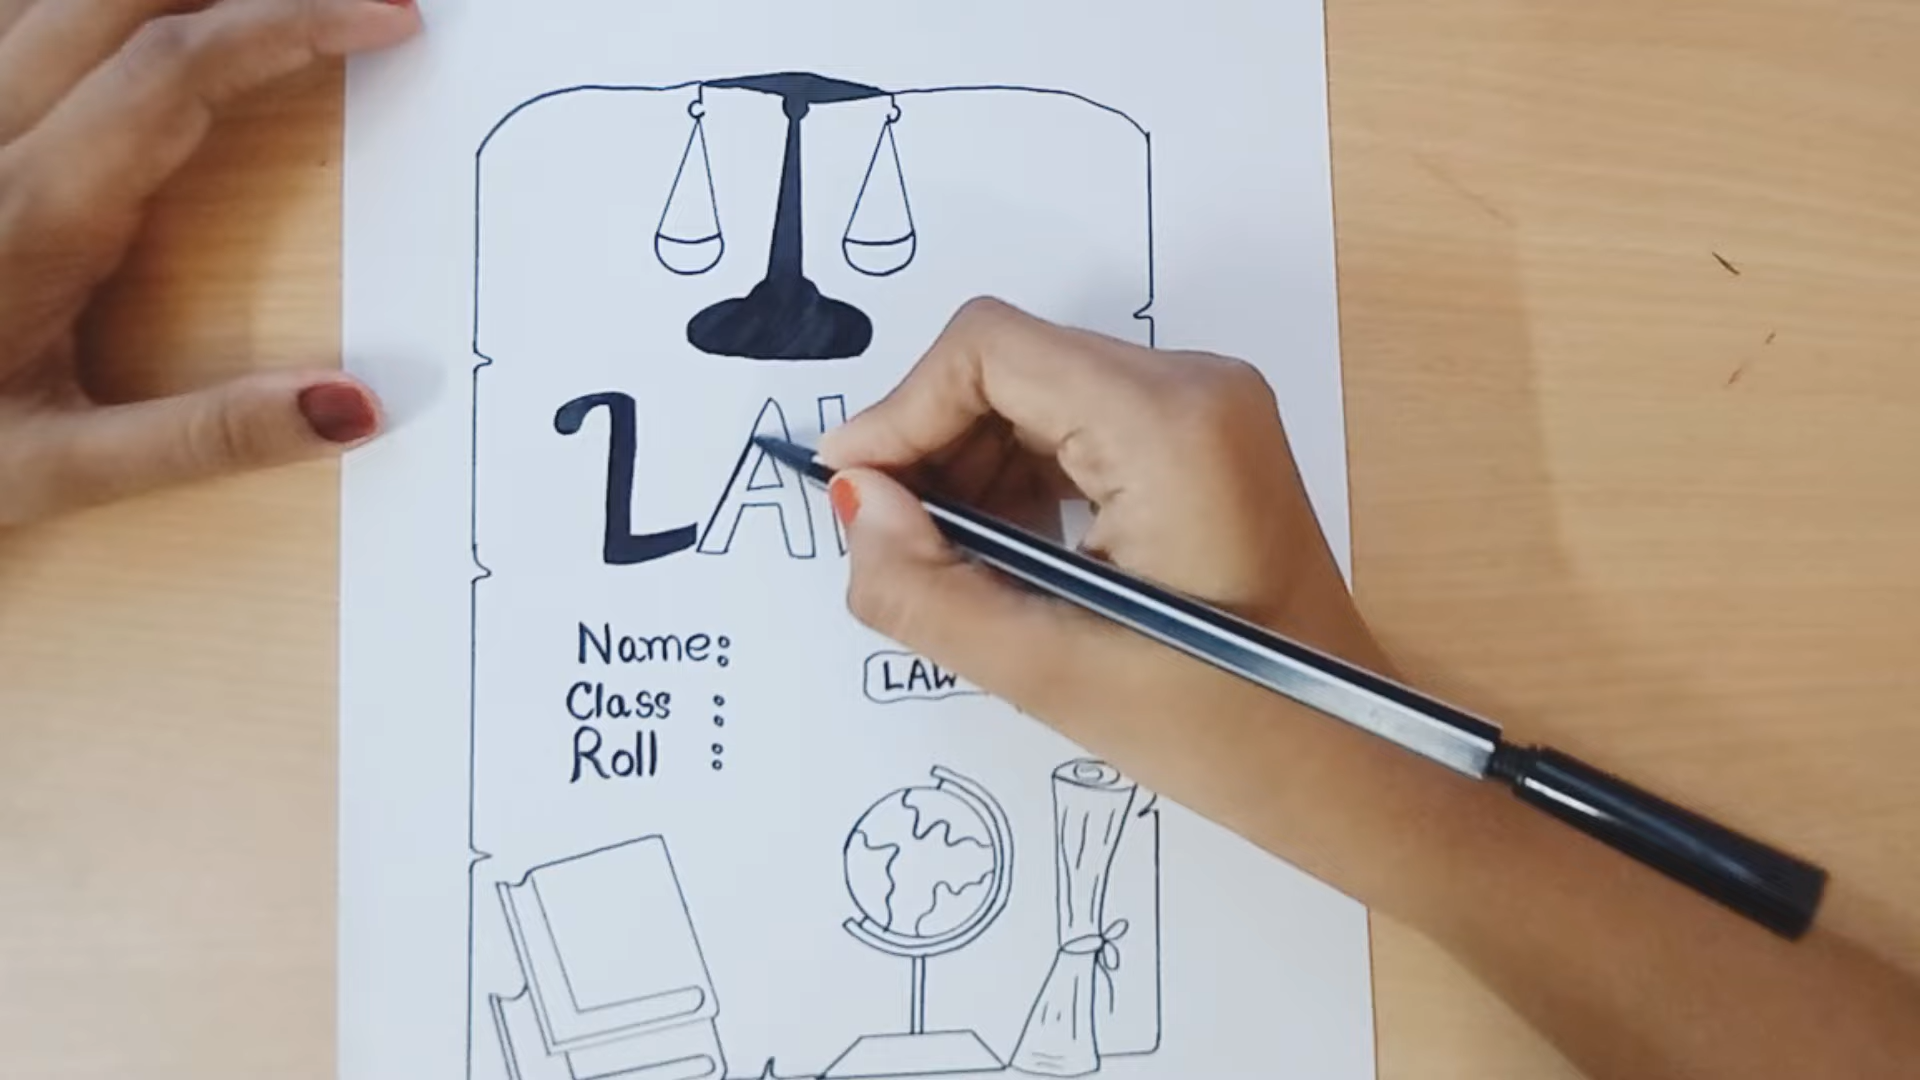 LA
Name:
LAW
Class :
Roll :